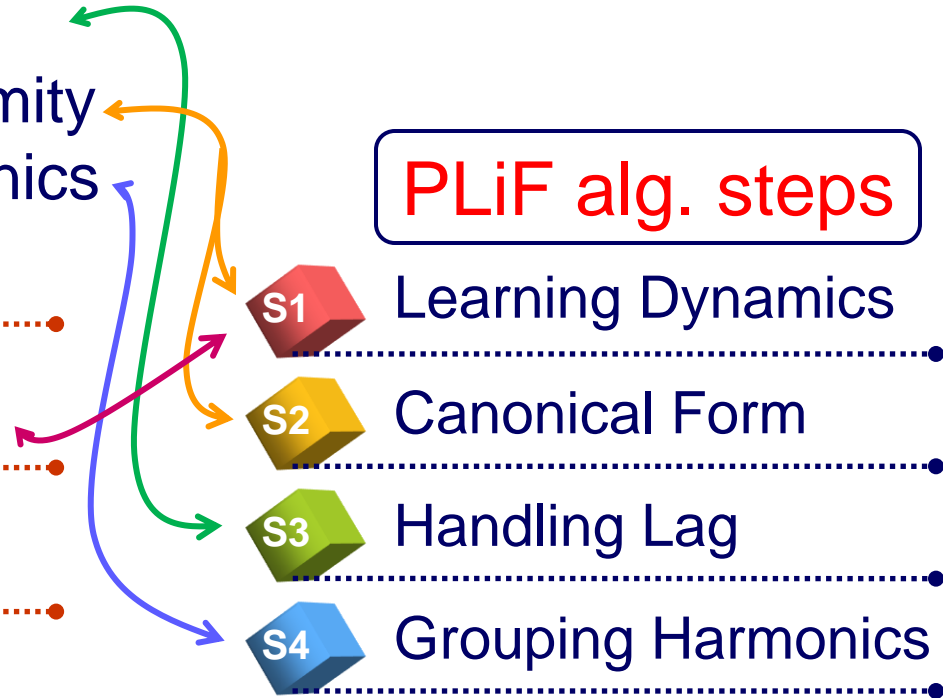 mity
nics
PLiF alg. steps
S1 Learning Dynamics
S2 Canonical Form
S3 Handling Lag
S4 Grouping Harmonics